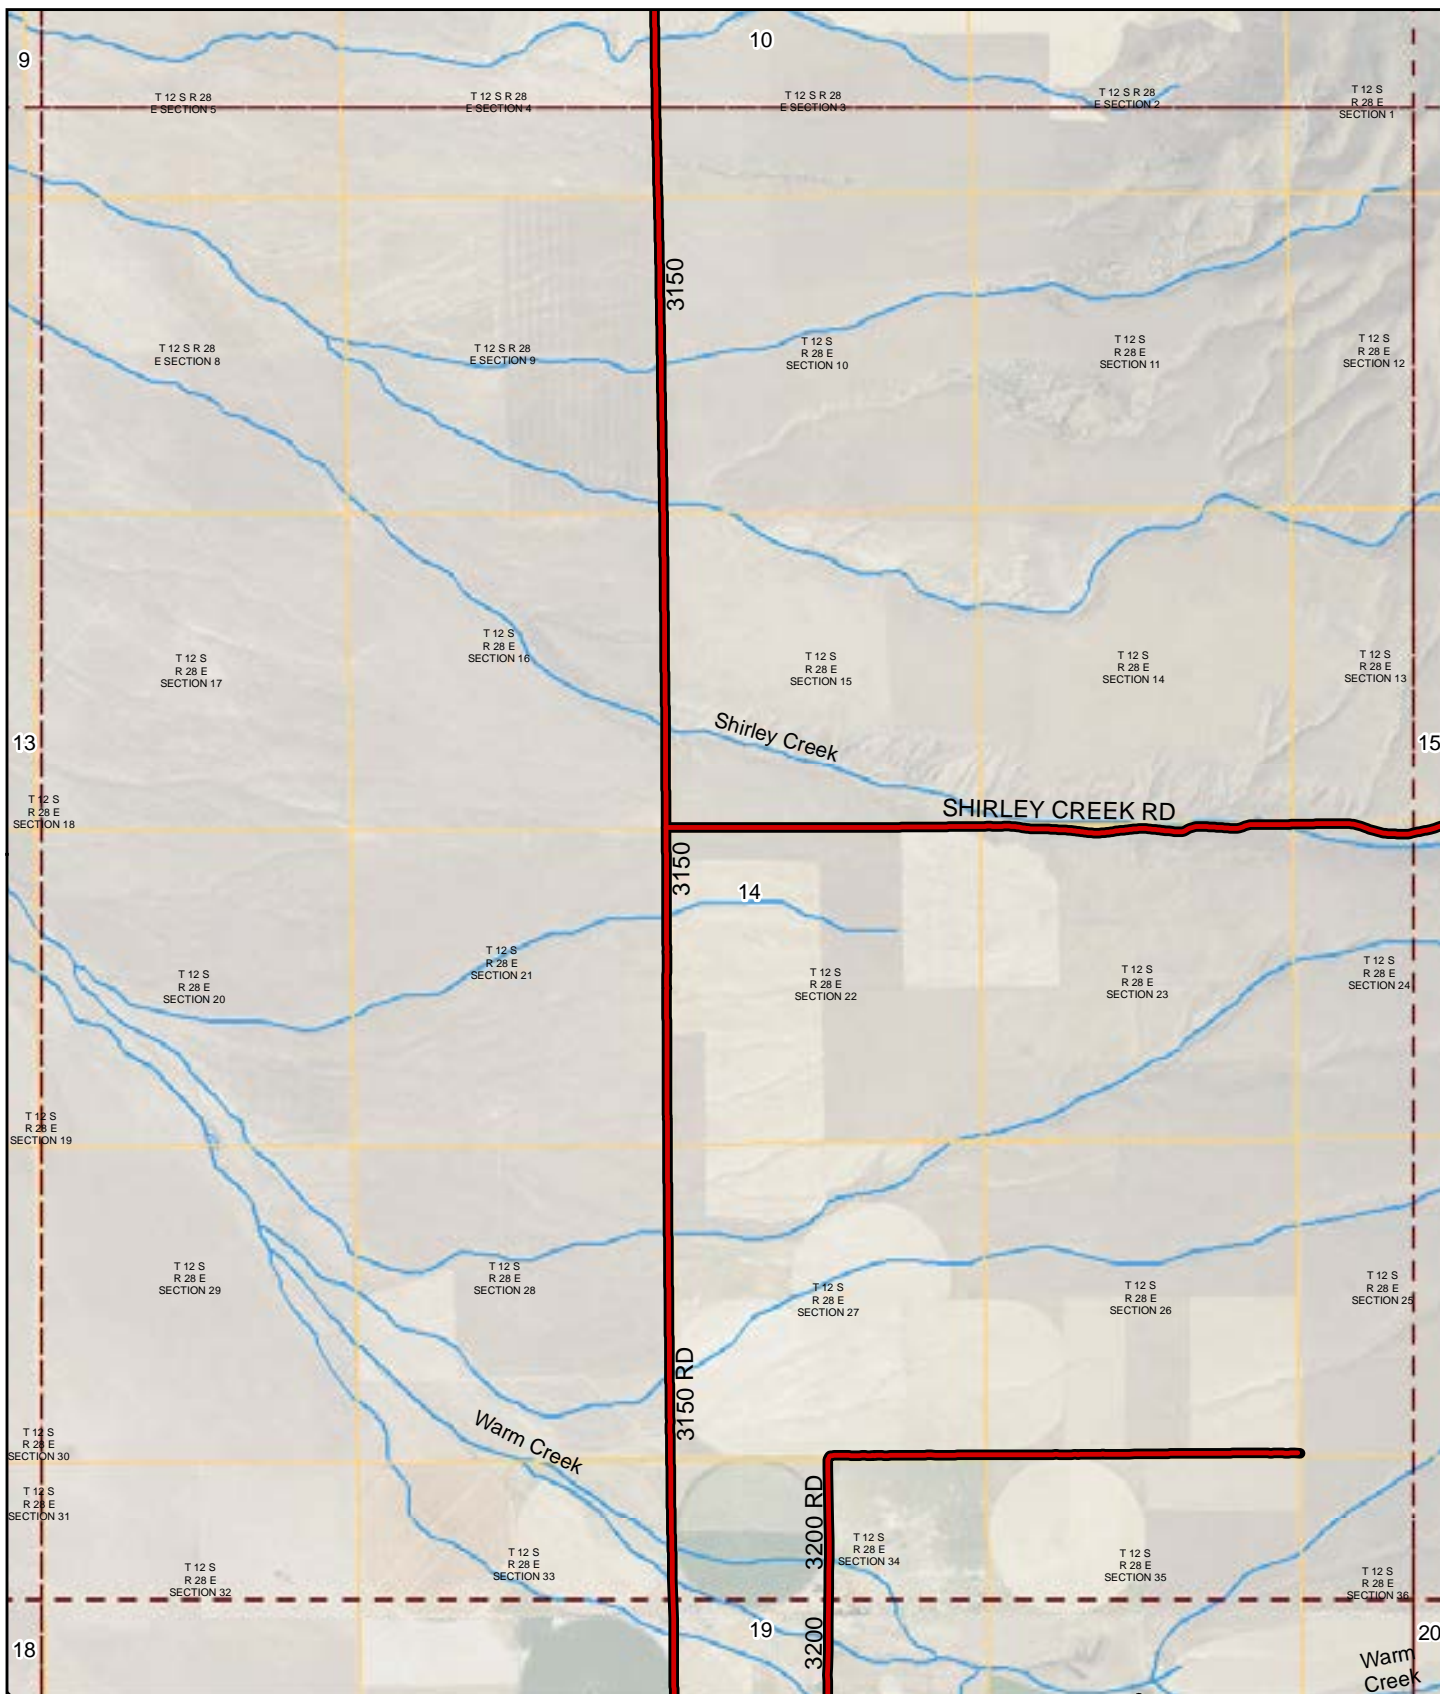 10
9
T 12 S R 28
E SECTION 5
T 12 S R 28
E SECTION 4
T 12 S R 28
E SECTION 3
T 12 S R 28
E SECTION 2
T 12 S
R 28 E
SECTION 1
3150
T 12 S R 28
E SECTION 8
T 12 S R 28
E SECTION 9
T 12 S
R 28 E
SECTION 10
T 12 S
R 28 E
SECTION 11
T 12 S
R 28 E
SECTION 12
T 12 S
R 28 E
SECTION 17
T 12 S
R 28 E
SECTION 16
T 12 S
R 28 E
SECTION 15
T 12 S
R 28 E
SECTION 14
T 12 S
R 28 E
SECTION 13
Shirley Creek
13
15
T 12 S
R 28 E
SECTION 18
SHIRLEY CREEK RD
3150
14
T 12 S
R 28 E
SECTION 20
T 12 S
R 28 E
SECTION 21
T 12 S
R 28 E
SECTION 22
T 12 S
R 28 E
SECTION 23
T 12 S
R 28 E
SECTION 24
T 12 S
R 28 E
SECTION 19
T 12 S
R 28 E
SECTION 29
T 12 S
R 28 E
SECTION 28
T 12 S
R 28 E
SECTION 27
T 12 S
R 28 E
SECTION 26
T 12 S
R 28 E
SECTION 25
3150 RD
Warm Creek
T 12 S
R 28 E
SECTION 30
T 12 S
R 28 E
SECTION 31
3200 RD
T 12 S
R 28 E
SECTION 32
T 12 S
R 28 E
SECTION 33
T 12 S
R 28 E
SECTION 34
T 12 S
R 28 E
SECTION 35
T 12 S
R 28 E
SECTION 36
18
19
3200
20
Warm
Creek